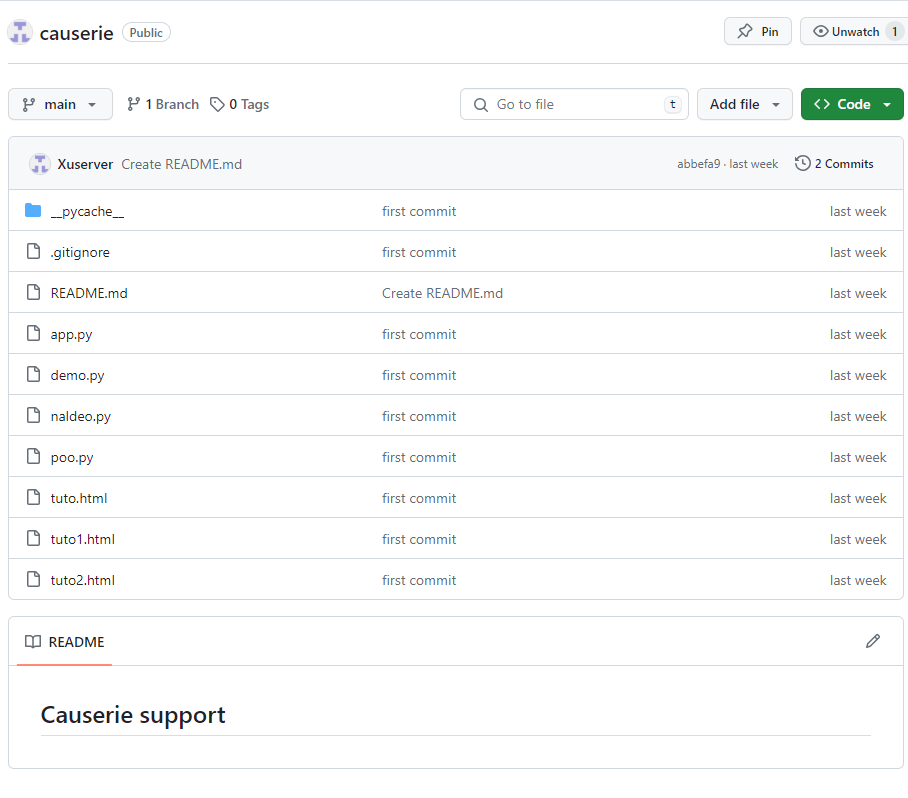 causerie Public Pin Unwatch 1
main 1 Branch 0 Tags Go to file t Add file Code
Xuserver Create README.md abbefa9 · last week 2 Commits
__pycache__ first commit last week
.gitignore first commit last week
README.md Create README.md last week
app.py first commit last week
demo.py first commit last week
naldeo.py first commit last week
poo.py first commit last week
tuto.html first commit last week
tuto1.html first commit last week
tuto2.html first commit last week
README
Causerie support